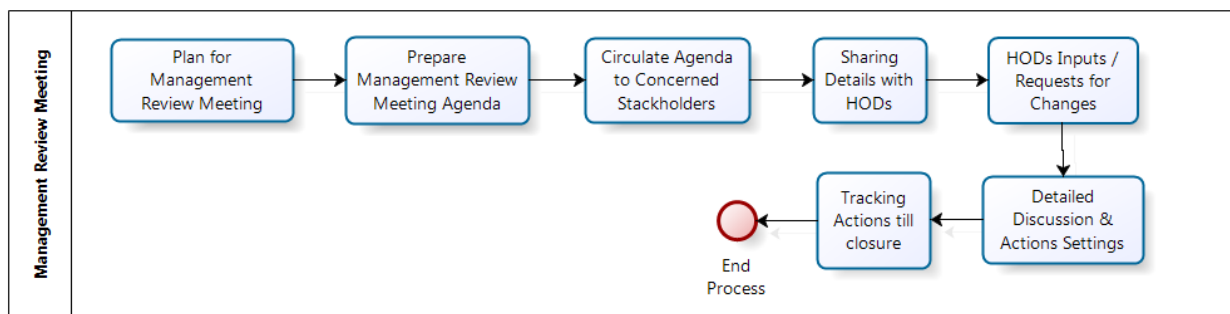 Management Review Meeting
Plan for
Management
Review Meeting
Prepare
Management Review
Meeting Agenda
Circulate Agenda
to Concerned
Stackholders
Sharing
Details with
HODs
HODs Inputs /
Requests for
Changes
Detailed
Discussion &
Actions Settings
Tracking
Actions till
closure
End
Process